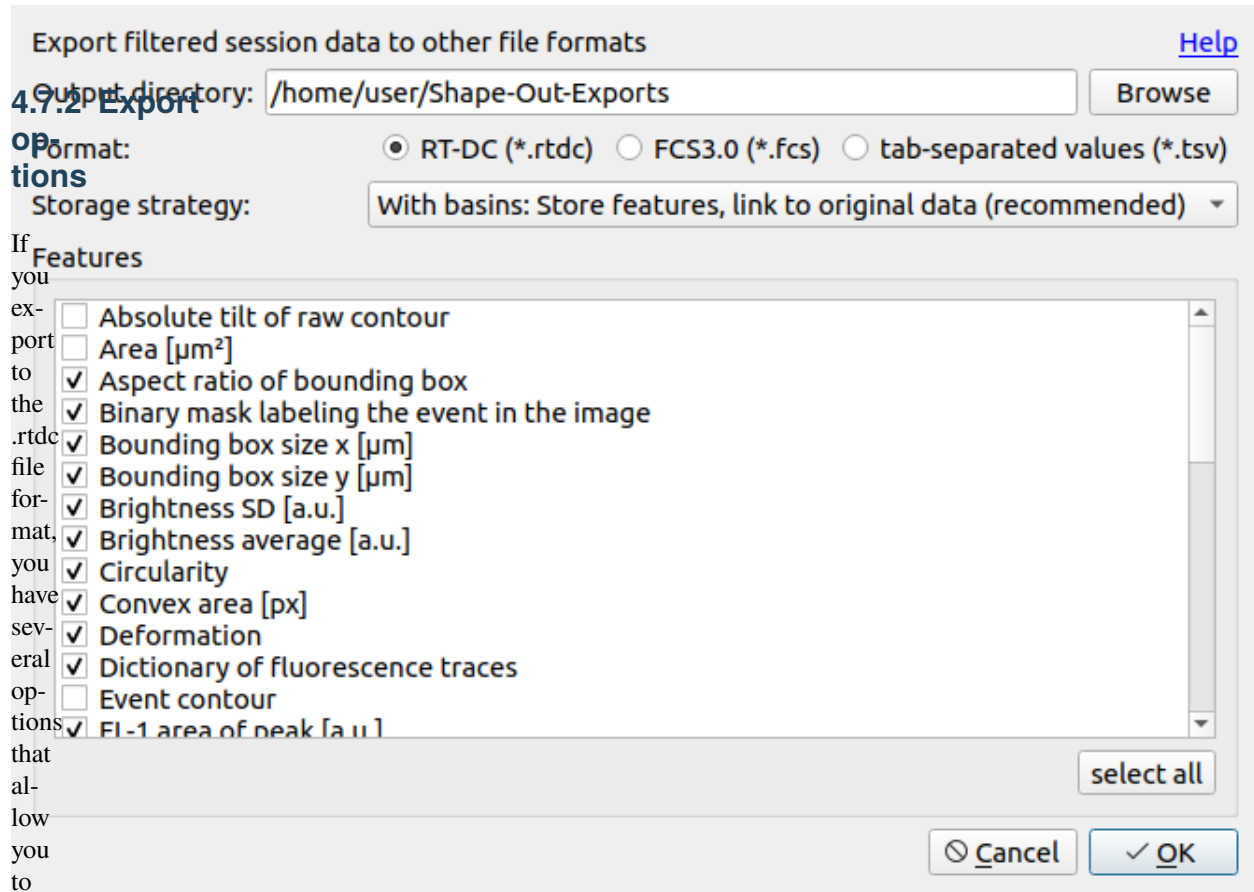 Export filtered session data to other file formats Help
Output directory: /home/user/Shape-Out-Exports Browse
Format: RT-DC (*.rtdc) FCS3.0 (*.fcs) tab-separated values (*.tsv)
Storage strategy: With basins: Store features, link to original data (recommended)
Features
Absolute tilt of raw contour
Area [µm²]
Aspect ratio of bounding box
Binary mask labeling the event in the image
Bounding box size x [µm]
Bounding box size y [µm]
Brightness SD [a.u.]
Brightness average [a.u.]
Circularity
Convex area [px]
Deformation
Dictionary of fluorescence traces
Event contour
FL-1 area of peak [a.u.]
select all
Cancel OK
4.7.2 Export
op-
tions
If
you
ex-
port
to
the
.rtdc
file
for-
mat,
you
have
sev-
eral
op-
tions
that
al-
low
you
to